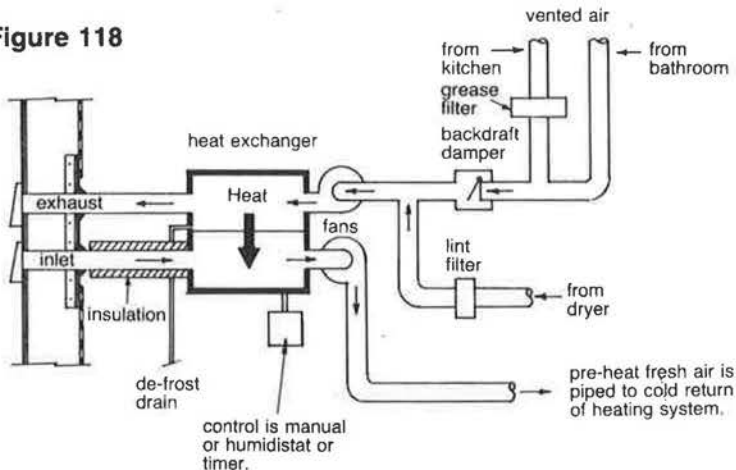 Figure 118
vented air
from
kitchen
from
bathroom
grease
filter
backdraft
damper
heat exchanger
Heat
exhaust
fans
lint
filter
inlet
insulation
from
dryer
de-frost
drain
control is manual
or humidistat or
timer.
pre-heat fresh air is
piped to cold return
of heating system.